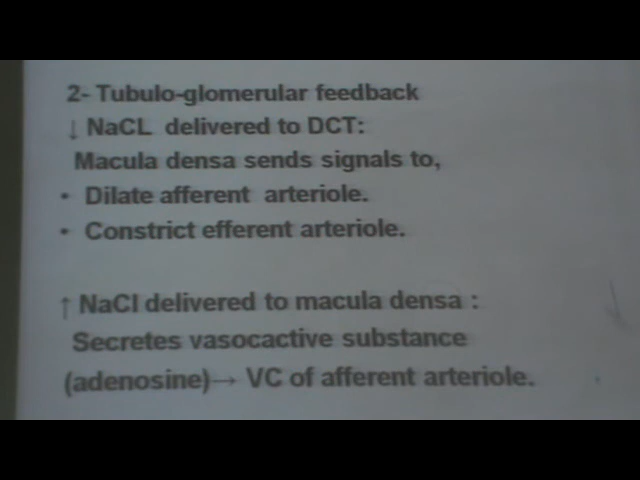 2- Tubulo-glomerular feedback
↓ NaCL delivered to DCT:
Macula densa sends signals to,
• Dilate afferent arteriole.
• Constrict efferent arteriole.
↑ NaCl delivered to macula densa :
Secretes vasocactive substance
(adenosine)→ VC of afferent arteriole.